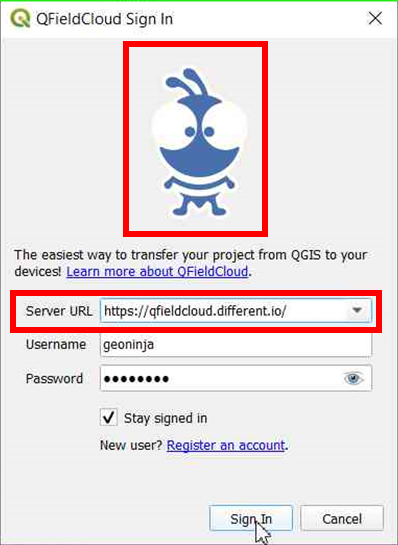 QFieldCloud Sign In
The easiest way to transfer your project from QGIS to your
devices! Learn more about QFieldCloud.
Server URL https://qfieldcloud.different.io/
Username geoninja
Password ●●●●●●●●
Stay signed in
New user? Register an account.
Sign In Cancel